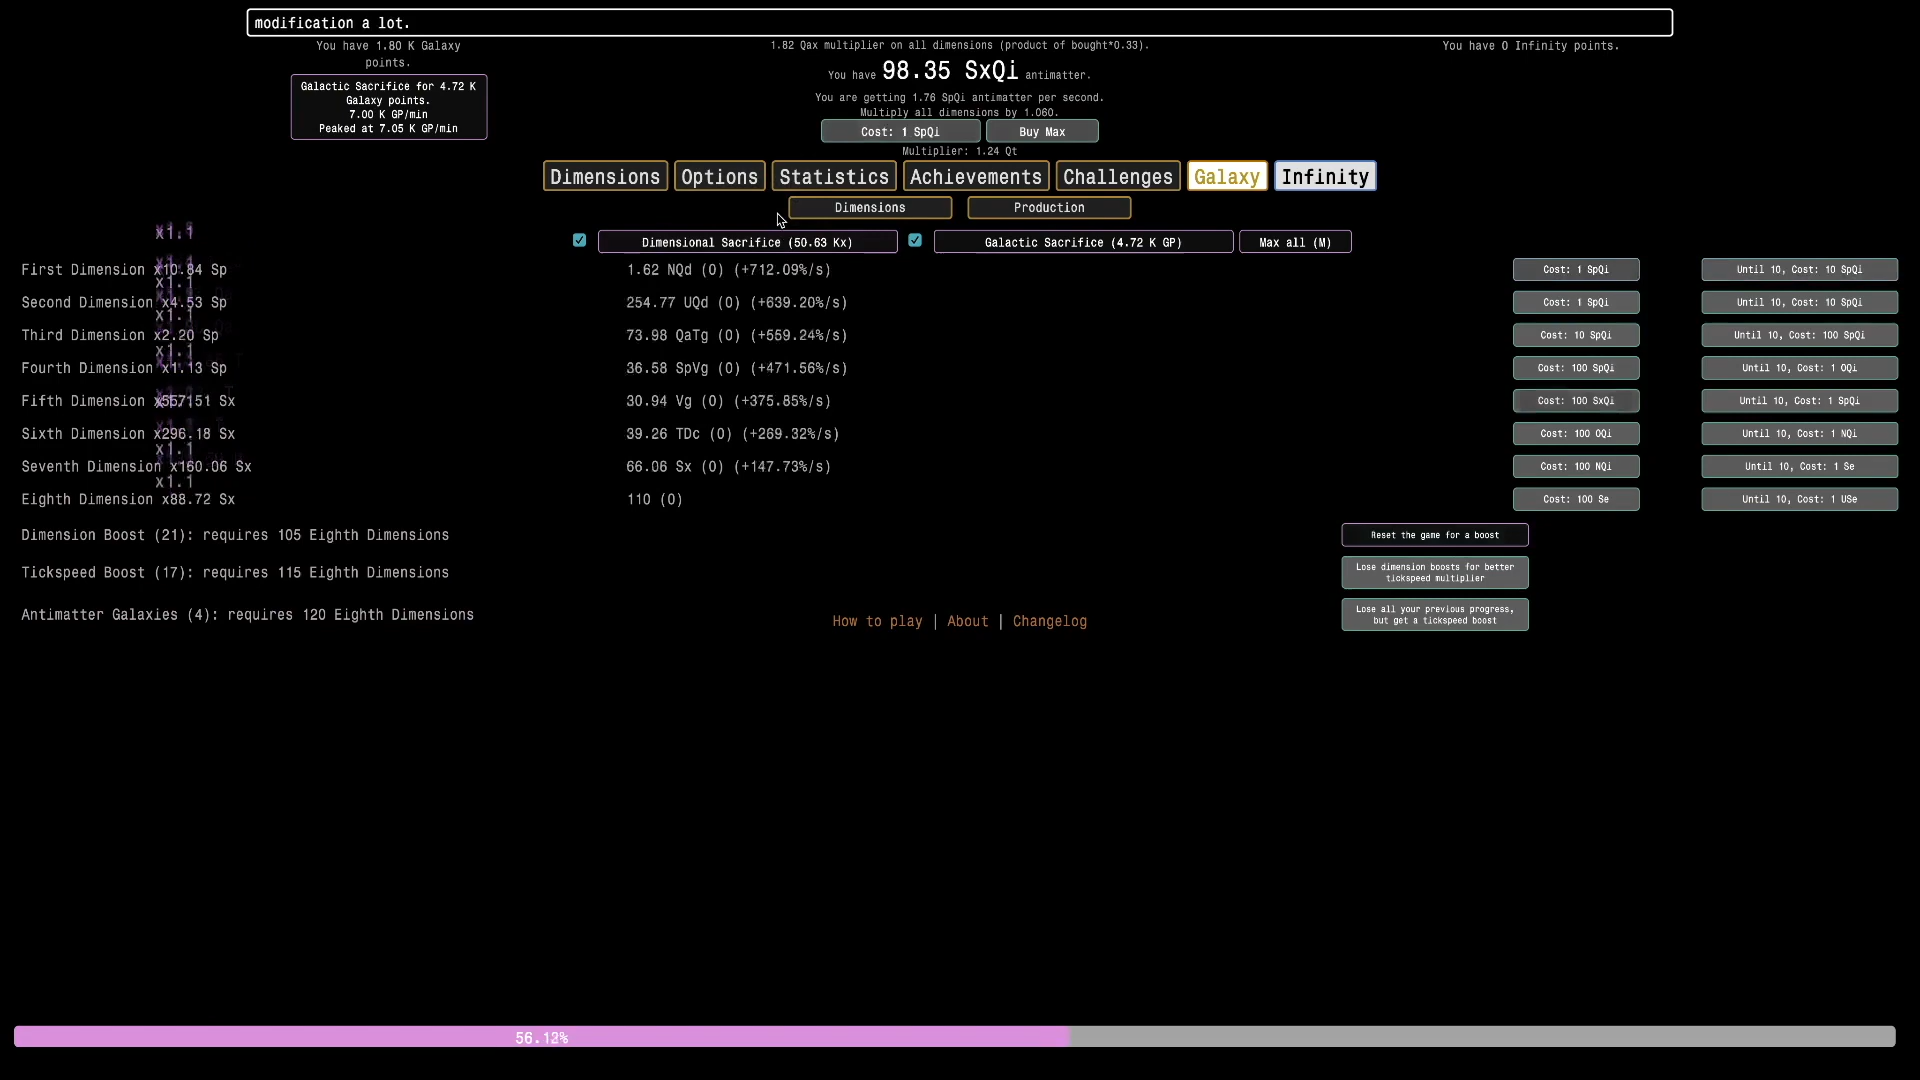 modification a lot.
You have 1.80 K Galaxy
points.
Galactic Sacrifice for 4.72 K
Galaxy points.
7.00 K GP/min
Peaked at 7.05 K GP/min
1.82 Qax multiplier on all dimensions (product of bought*0.33).
You have 98.35 SxQi antimatter.
You are getting 1.76 SpQi antimatter per second.
Multiply all dimensions by 1.060.
Cost: 1 SpQi
Buy Max
Multiplier: 1.24 Qt
You have 0 Infinity points.
Dimensions
Options
Statistics
Achievements
Challenges
Galaxy
Infinity
Dimensions
Production
Dimensional Sacrifice (50.63 Kx)
Galactic Sacrifice (4.72 K GP)
Max all (M)
x1.1
First Dimension x10.84 Sp
1.62 NQd (0) (+712.09%/s)
Cost: 1 SpQi
Until 10, Cost: 10 SpQi
x1.1
Second Dimension x4.53 Sp
254.77 UQd (0) (+639.20%/s)
Cost: 1 SpQi
Until 10, Cost: 10 SpQi
x1.1
Third Dimension x2.20 Sp
73.98 QaTg (0) (+559.24%/s)
Cost: 10 SpQi
Until 10, Cost: 100 SpQi
x1.1
Fourth Dimension x1.13 Sp
36.58 SpVg (0) (+471.56%/s)
Cost: 100 SpQi
Until 10, Cost: 1 OQi
Fifth Dimension x557.51 Sx
30.94 Vg (0) (+375.85%/s)
Cost: 100 SxQi
Until 10, Cost: 1 SpQi
Sixth Dimension x296.18 Sx
39.26 TDc (0) (+269.32%/s)
Cost: 100 OQi
Until 10, Cost: 1 NQi
x1.1
Seventh Dimension x160.06 Sx
66.06 Sx (0) (+147.73%/s)
Cost: 100 NQi
Until 10, Cost: 1 Se
x1.1
Eighth Dimension x88.72 Sx
110 (0)
Cost: 100 Se
Until 10, Cost: 1 USe
Dimension Boost (21): requires 105 Eighth Dimensions
Reset the game for a boost
Tickspeed Boost (17): requires 115 Eighth Dimensions
Lose dimension boosts for better
tickspeed multiplier
Antimatter Galaxies (4): requires 120 Eighth Dimensions
Lose all your previous progress,
but get a tickspeed boost
How to play | About | Changelog
56.12%